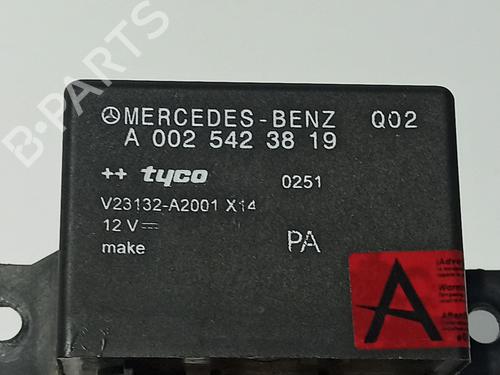 B-PARTS
MERCEDES-BENZ Q02
A 002 542 38 19
++ tyco 0251
V23132-A2001 X14
12 V
make PA
A